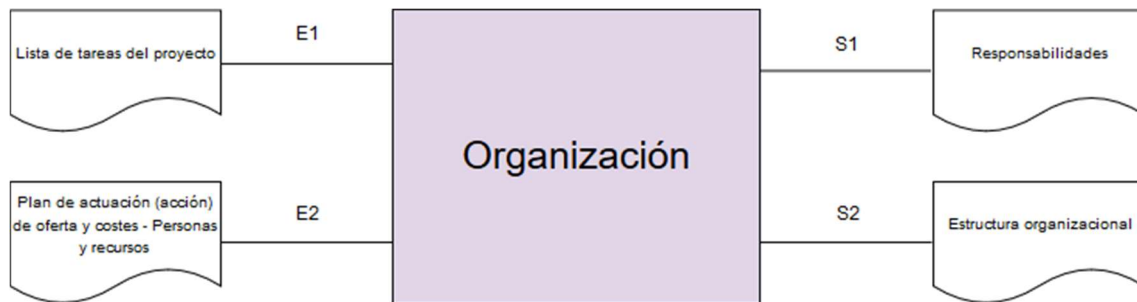 E1
S1
Lista de tareas del proyecto
Responsabilidades
Organización
Plan de actuación (acción)
de oferta y costes - Personas
y recursos
E2
S2
Estructura organizacional